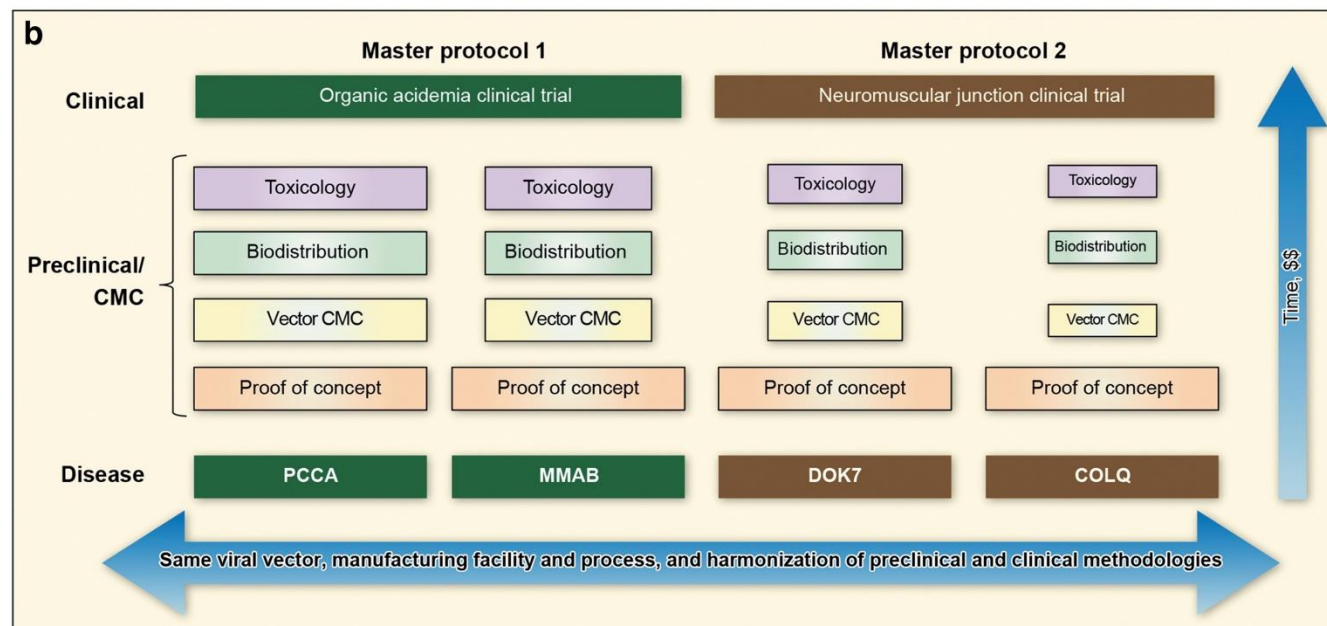 b
Master protocol 1
Master protocol 2
Clinical
Organic acidemia clinical trial
Neuromuscular junction clinical trial
Preclinical/
CMC
Toxicology
Toxicology
Toxicology
Toxicology
Biodistribution
Biodistribution
Biodistribution
Biodistribution
Vector CMC
Vector CMC
Vector CMC
Vector CMC
Proof of concept
Proof of concept
Proof of concept
Proof of concept
Disease
PCCA
MMAB
DOK7
COLQ
Time, $$
Same viral vector, manufacturing facility and process, and harmonization of preclinical and clinical methodologies